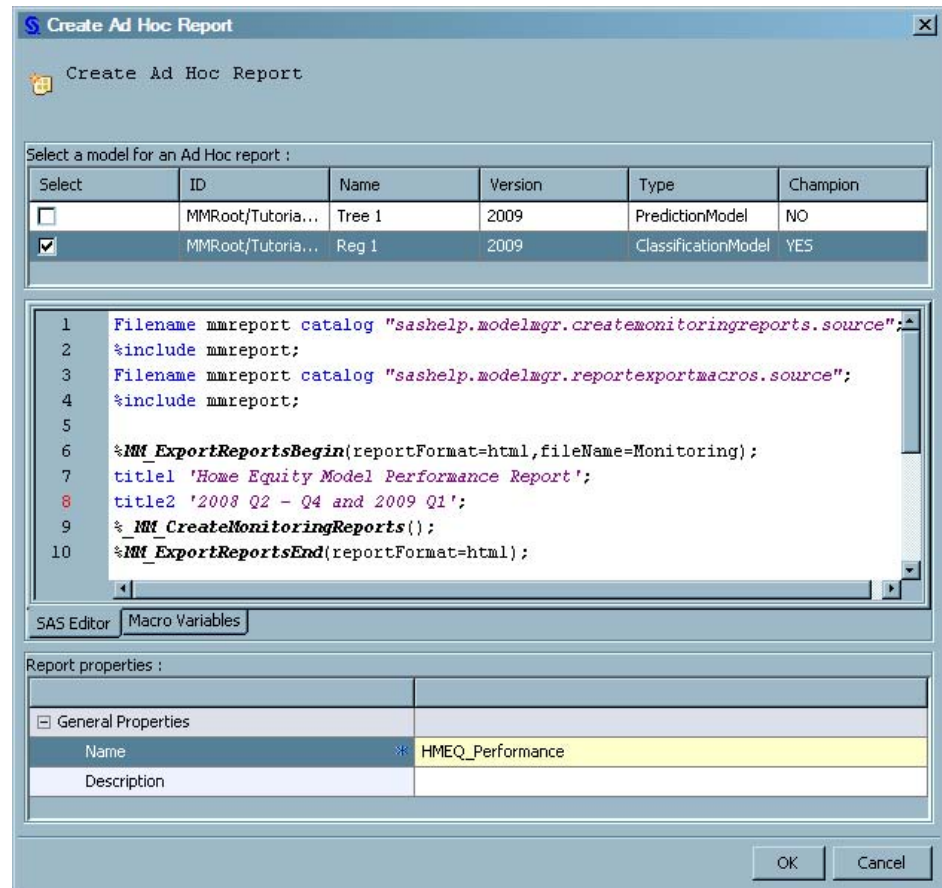 Create Ad Hoc Report
Create Ad Hoc Report
Select a model for an Ad Hoc report :
Select ID Name Version Type Champion
MMRoot/Tutoria... Tree 1 2009 PredictionModel NO
MMRoot/Tutoria... Reg 1 2009 ClassificationModel YES
1 Filename mmreport catalog "sashelp.modelmgr.createmonitoringreports.source";
2 %include mmreport;
3 Filename mmreport catalog "sashelp.modelmgr.reportexportmacros.source";
4 %include mmreport;
5
6 %MM_ExportReportsBegin(reportFormat=html,fileName=Monitoring);
7 title1 'Home Equity Model Performance Report';
8 title2 '2008 Q2 - Q4 and 2009 Q1';
9 %_MM_CreateMonitoringReports();
10 %MM_ExportReportsEnd(reportFormat=html);
SAS Editor Macro Variables
Report properties :
General Properties
Name HMEQ_Performance
Description
OK Cancel